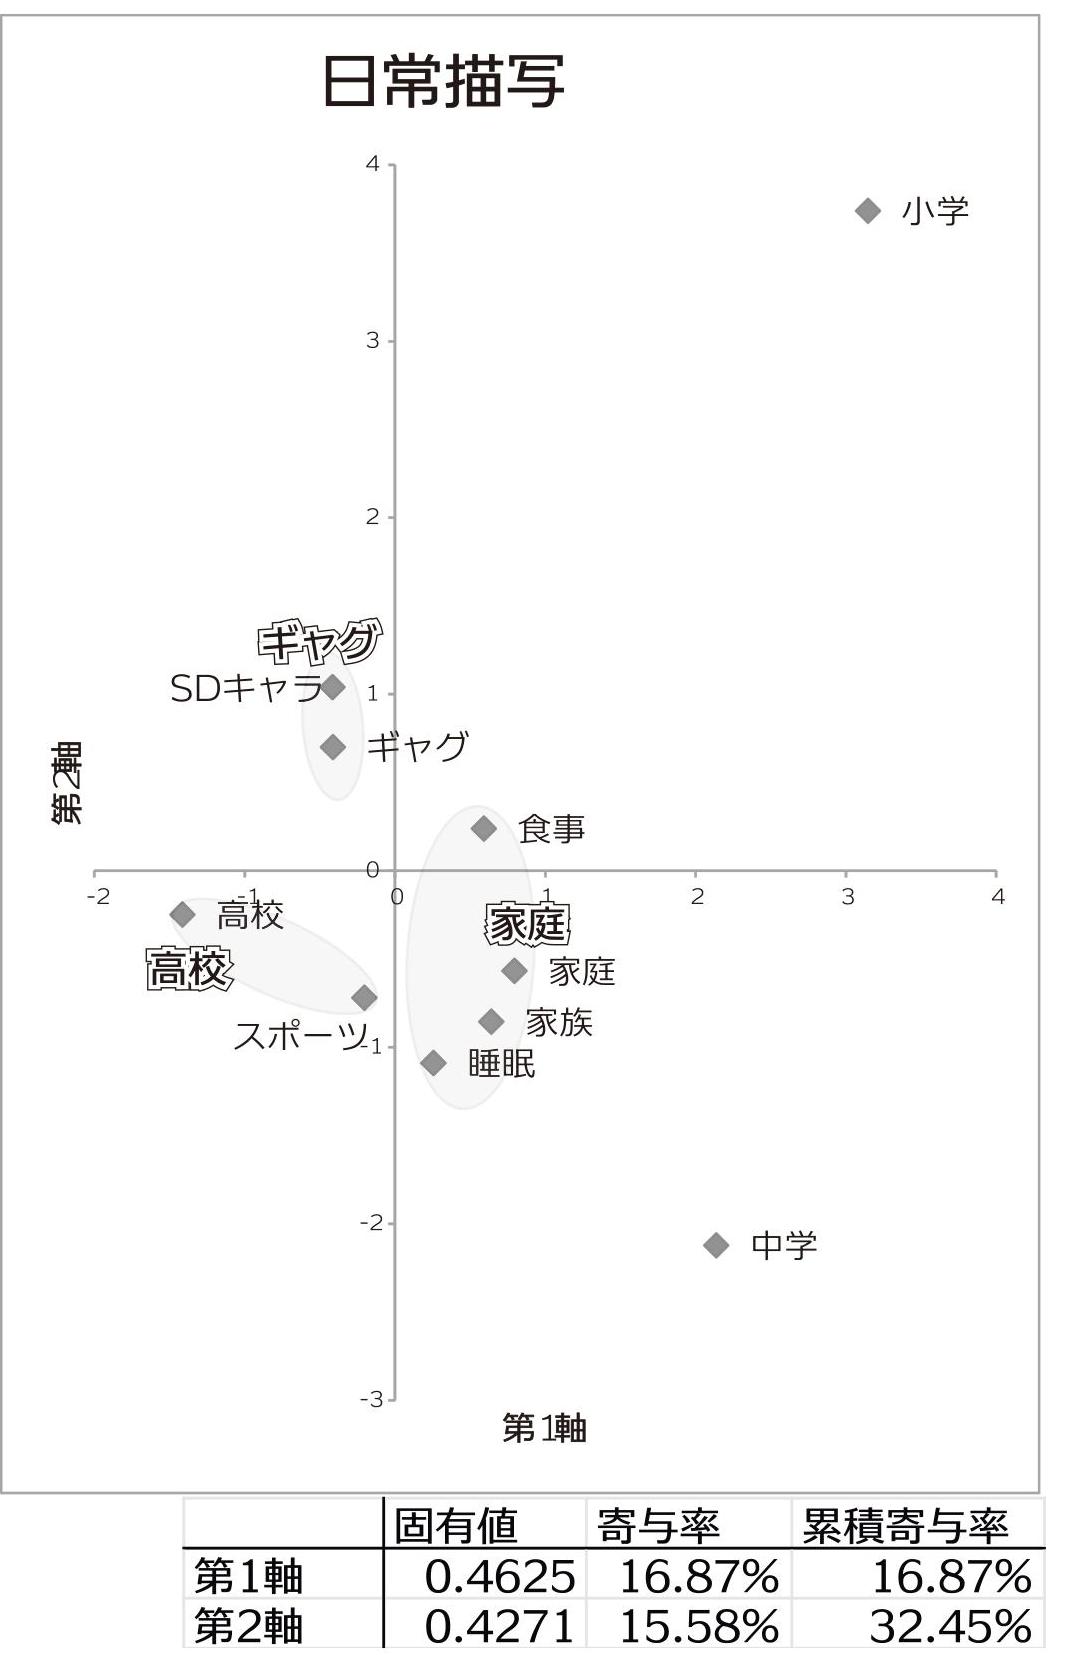 日常描写
4
小学
3
2
ギャグ
SDキャラ
1
ギャグ
第2軸
食事
0
-2
-1
0
1
2
3
4
高校
家庭
高校
家庭
スポーツ
家族
-1
睡眠
-2
中学
-3
第1軸
固有値 寄与率 累積寄与率
第1軸 0.4625 16.87% 16.87%
第2軸 0.4271 15.58% 32.45%